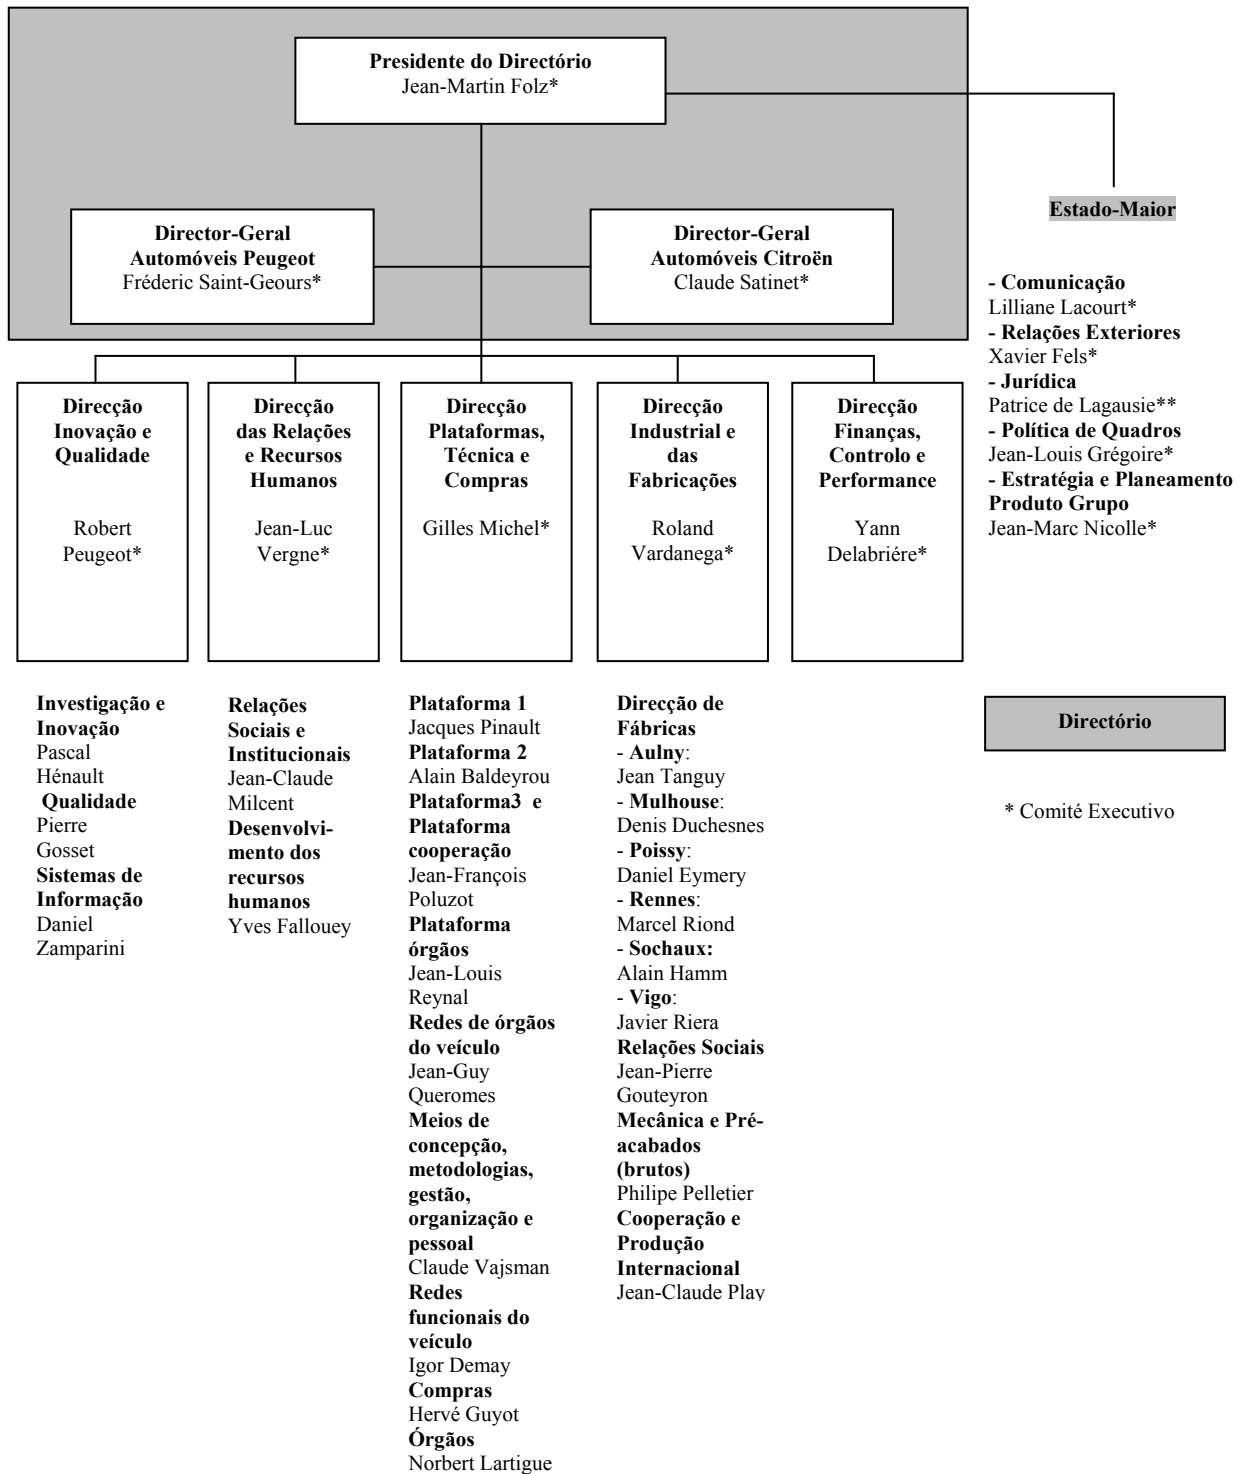 Presidente do Directório
Jean-Martin Folz*
Estado-Maior
Director-Geral
Automóveis Peugeot
Fréderic Saint-Geours*
Director-Geral
Automóveis Citroën
Claude Satinet*
- Comunicação
Lilliane Lacourt*
- Relações Exteriores
Xavier Fels*
- Jurídica
Patrice de Lagausie**
- Política de Quadros
Jean-Louis Grégoire*
- Estratégia e Planeamento
Produto Grupo
Jean-Marc Nicolle*
Direcção
Inovação e
Qualidade
Robert
Peugeot*
Direcção
das Relações
e Recursos
Humanos
Jean-Luc
Vergne*
Direcção
Plataformas,
Técnica e
Compras
Gilles Michel*
Direcção
Industrial e
das
Fabricações
Roland
Vardanega*
Direcção
Finanças,
Controlo e
Performance
Yann
Delabriére*
Investigação e
Inovação
Pascal
Hénault
Qualidade
Pierre
Gosset
Sistemas de
Informação
Daniel
Zamparini
Relações
Sociais e
Institucionais
Jean-Claude
Milcent
Desenvolvi-
mento dos
recursos
humanos
Yves Fallouey
Plataforma 1
Jacques Pinault
Plataforma 2
Alain Baldeyrou
Plataforma3 e
Plataforma
cooperação
Jean-François
Poluzot
Plataforma
órgãos
Jean-Louis
Reynal
Redes de órgãos
do veículo
Jean-Guy
Queromes
Meios de
concepção,
metodologias,
gestão,
organização e
pessoal
Claude Vajsman
Redes
funcionais do
veículo
Igor Demay
Compras
Hervé Guyot
Órgãos
Norbert Lartigue
Direcção de
Fábricas
- Aulny:
Jean Tanguy
- Mulhouse:
Denis Duchesnes
- Poissy:
Daniel Eymery
- Rennes:
Marcel Riond
- Sochaux:
Alain Hamm
- Vigo:
Javier Riera
Relações Sociais
Jean-Pierre
Gouteyron
Mecânica e Pré-
acabados
(brutos)
Philipe Pelletier
Cooperação e
Produção
Internacional
Jean-Claude Play
Directório
* Comité Executivo